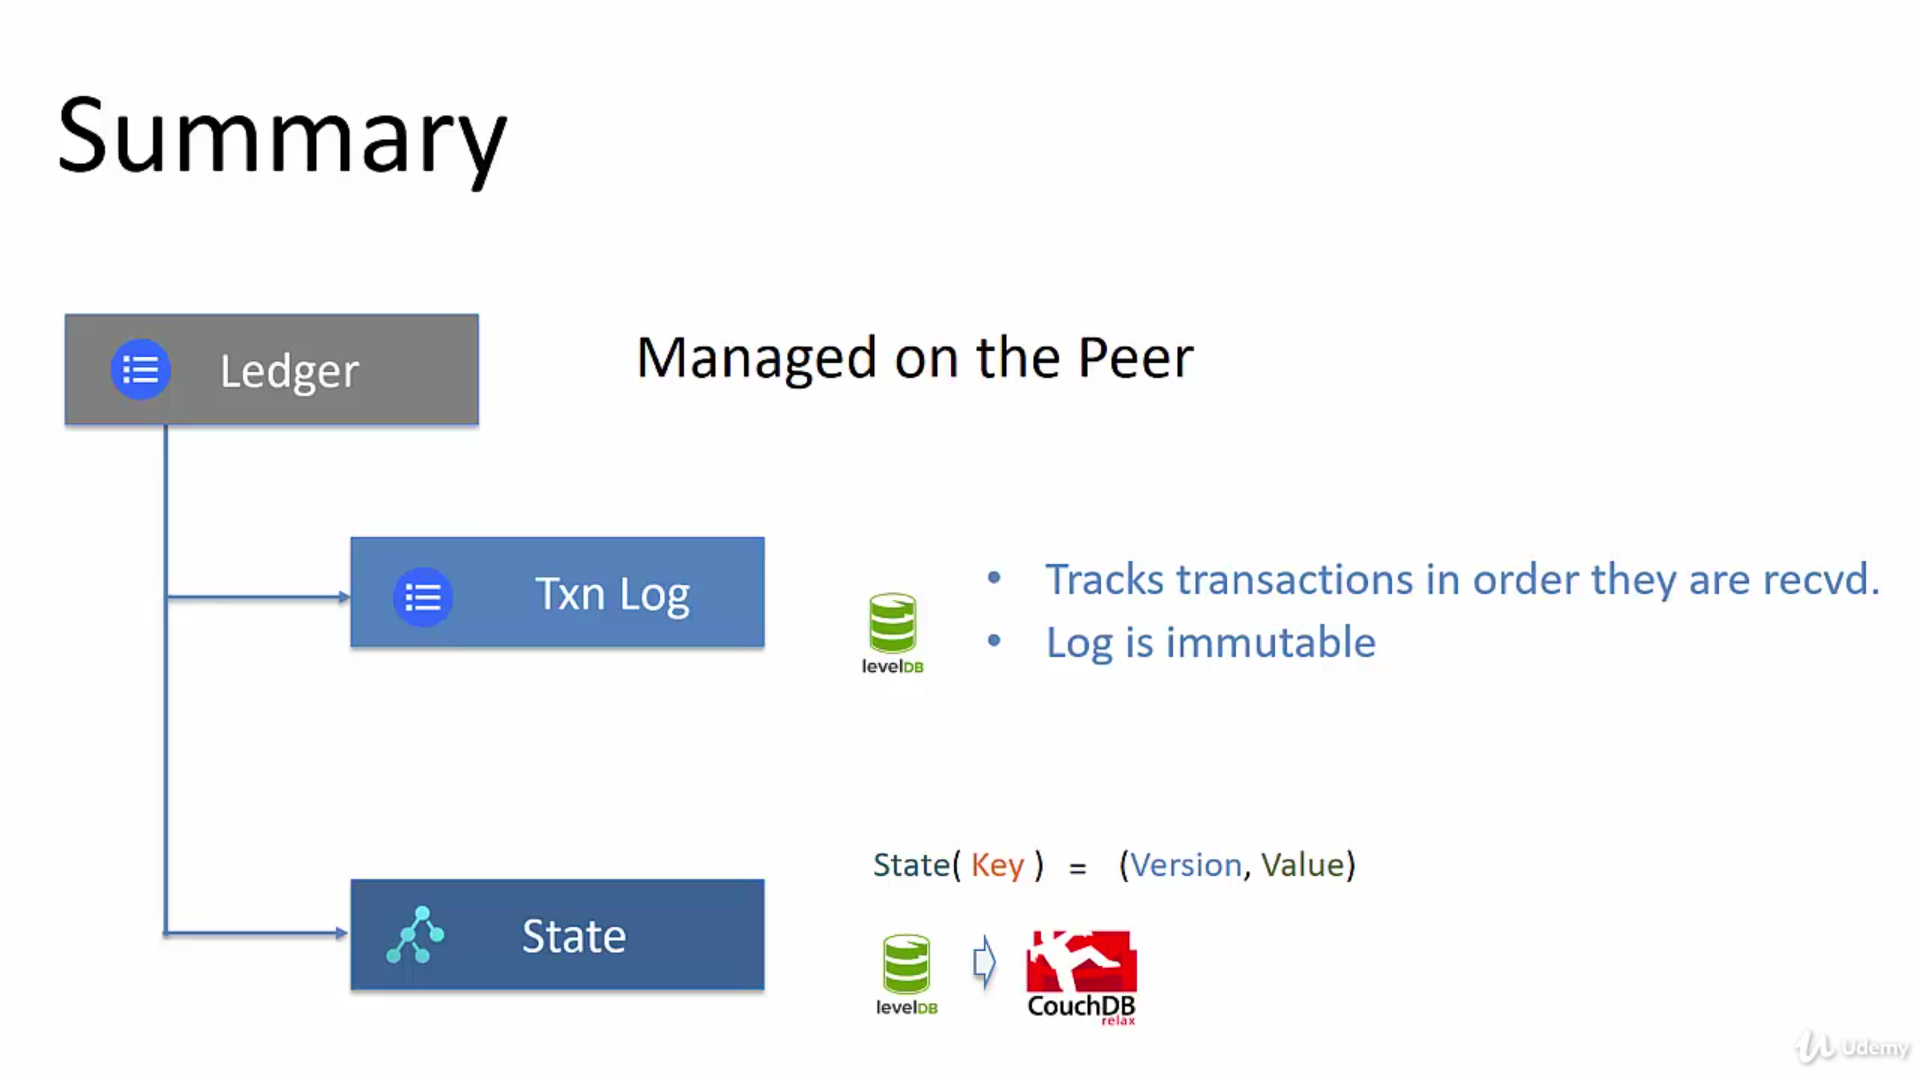 Summary
Ledger
Managed on the Peer
Txn Log
levelDB
• Tracks transactions in order they are recvd.
• Log is immutable
State( Key ) = (Version, Value)
State
levelDB
CouchDB
relax
Udemy